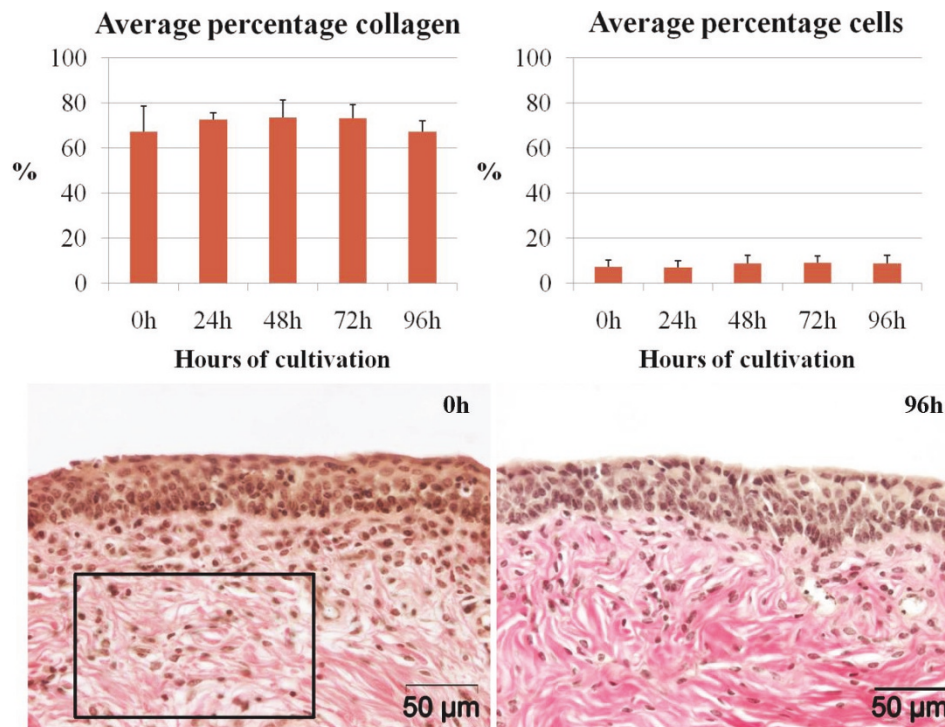 Average percentage collagen
100
80
60
40
20
0
%
0h 24h 48h 72h 96h
Hours of cultivation
Average percentage cells
100
80
60
40
20
0
%
0h 24h 48h 72h 96h
Hours of cultivation
0h
50 µm
96h
50 µm